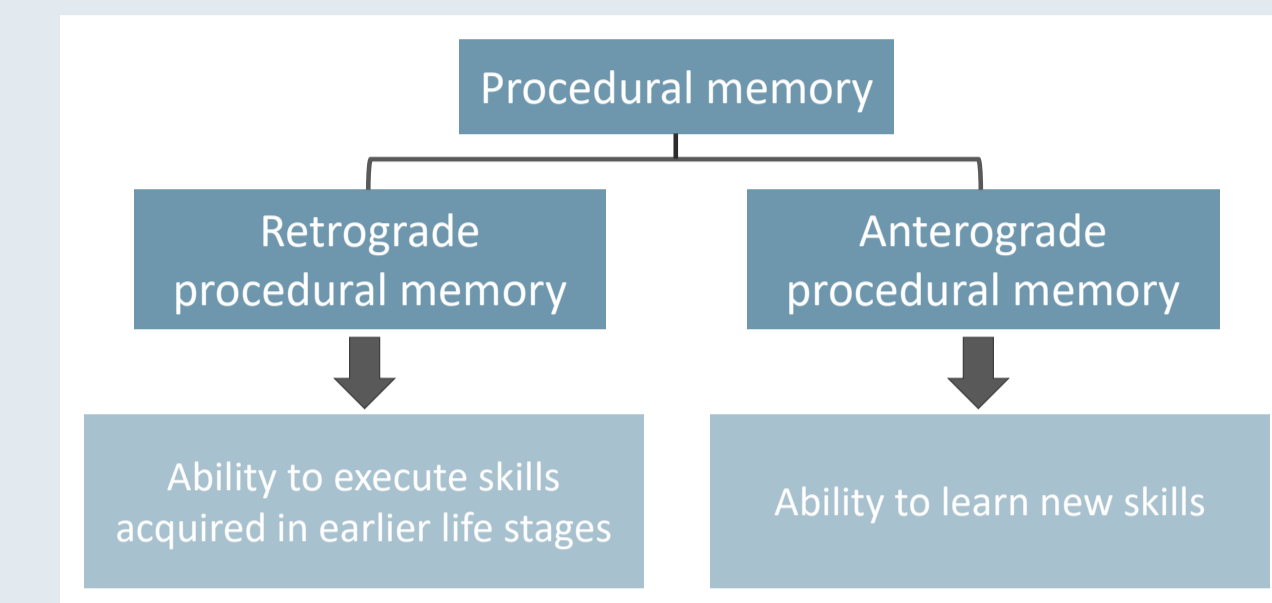 Procedural memory
Retrograde
procedural memory
Anterograde
procedural memory
Ability to execute skills
acquired in earlier life stages
Ability to learn new skills